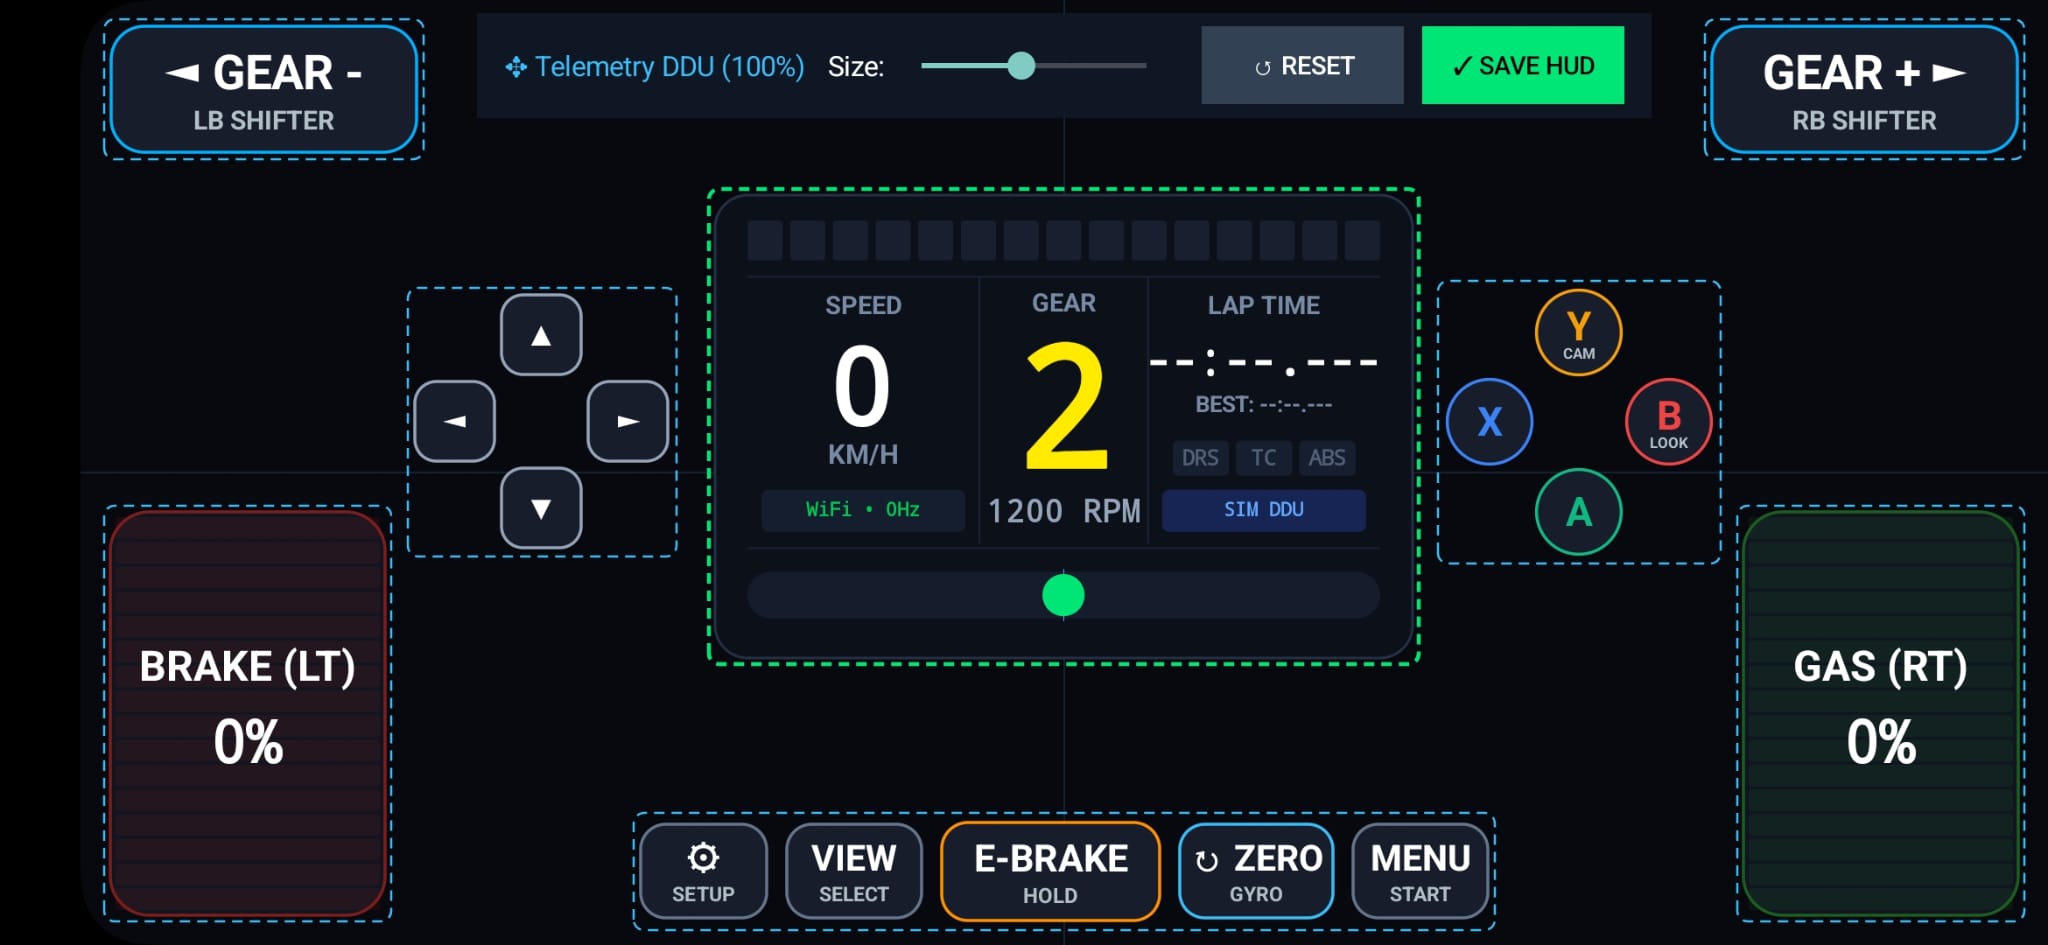 ◄ GEAR -
LB SHIFTER
✥ Telemetry DDU (100%) Size:
↺ RESET
✓ SAVE HUD
GEAR + ►
RB SHIFTER
▲
◄
►
▼
SPEED
0
KM/H
WiFi • 0Hz
GEAR
2
1200 RPM
LAP TIME
--:--.---
BEST: --:--.---
DRS TC ABS
SIM DDU
Y
CAM
X
B
LOOK
A
BRAKE (LT)
0%
GAS (RT)
0%
⚙
SETUP
VIEW
SELECT
E-BRAKE
HOLD
↻ ZERO
GYRO
MENU
START